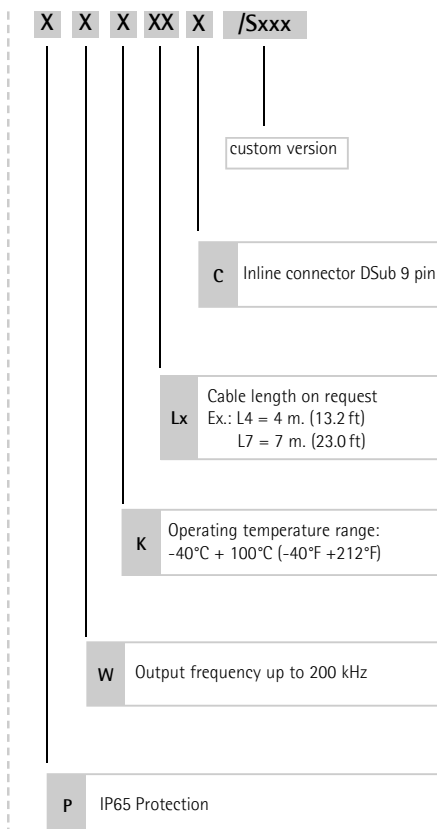 X X X XX X /Sxxx
custom version
C Inline connector DSub 9 pin
Cable length on request
Lx Ex.: L4 = 4 m. (13.2 ft)
L7 = 7 m. (23.0 ft)
Operating temperature range:
K -40°C + 100°C (-40°F +212°F)
W Output frequency up to 200 kHz
P IP65 Protection